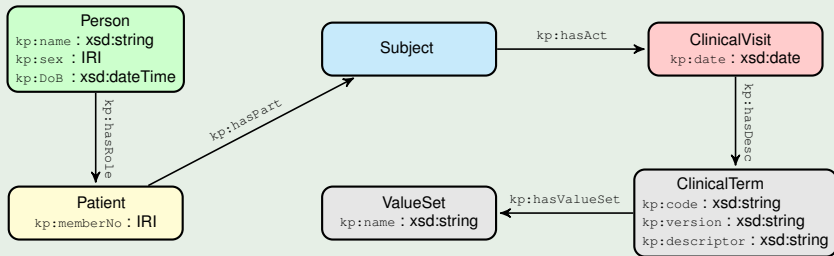 Person
kp:name : xsd:string
kp:sex : IRI
kp:DoB : xsd:dateTime
kp:hasRole
Patient
kp:memberNo : IRI
kp:hasPart
Subject
kp:hasAct
ClinicalVisit
kp:date : xsd:date
kp:hasDesc
ClinicalTerm
kp:code : xsd:string
kp:version : xsd:string
kp:descriptor : xsd:string
kp:hasValueSet
ValueSet
kp:name : xsd:string